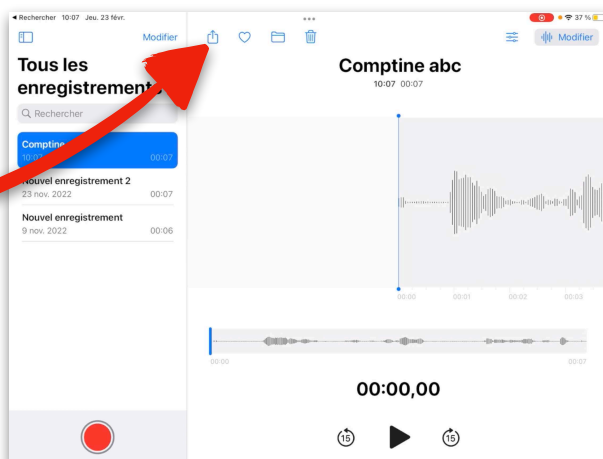 Rechercher 10:07 Jeu. 23 févr.
37 %
Modifier
Modifier
Tous les
enregistrements
Rechercher
Comptine
10:07 00:07
Nouvel enregistrement 2
23 nov. 2022 00:07
Nouvel enregistrement
9 nov. 2022 00:06
Comptine abc
10:07 00:07
00:00 00:01 00:02 00:03
00:00 00:07
00:00,00
15 15